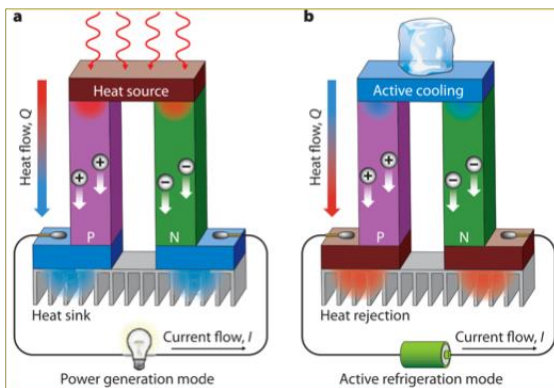 a
Heat source
Heat flow, Q
+
+
−
−
P
N
Heat sink
Current flow, I
Power generation mode
b
Active cooling
Heat flow, Q
+
+
−
−
P
N
Heat rejection
Current flow, I
Active refrigeration mode